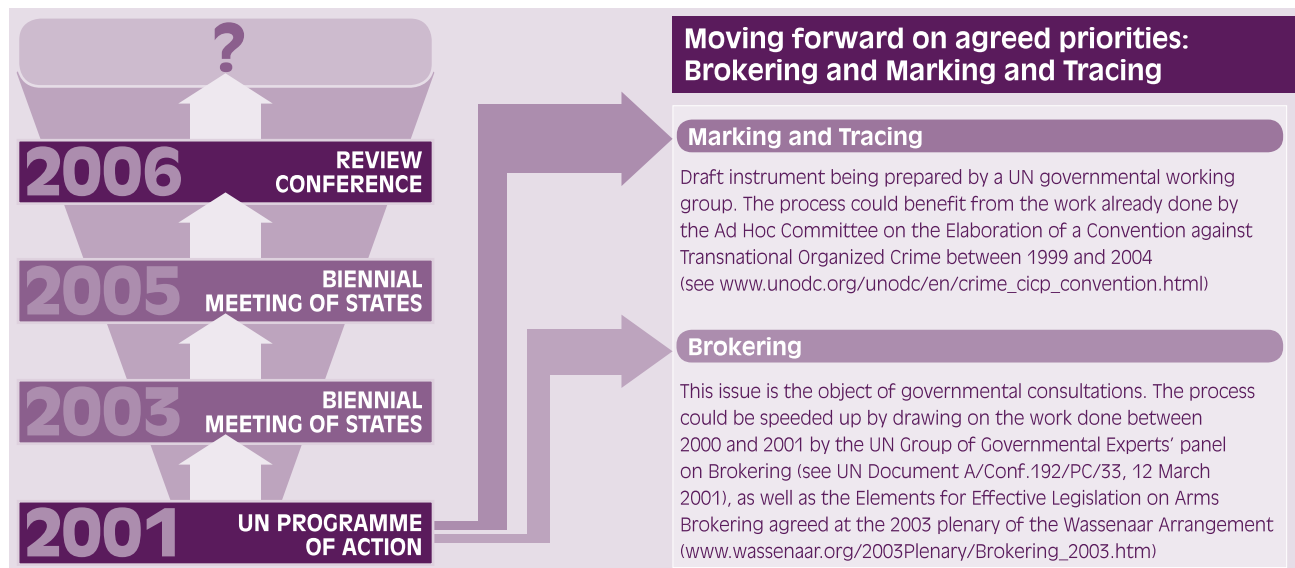 ?
2006
REVIEW
CONFERENCE
2005
BIENNIAL
MEETING OF STATES
2003
BIENNIAL
MEETING OF STATES
2001
UN PROGRAMME
OF ACTION
Moving forward on agreed priorities:
Brokering and Marking and Tracing
Marking and Tracing
Draft instrument being prepared by a UN governmental working
group. The process could benefit from the work already done by
the Ad Hoc Committee on the Elaboration of a Convention against
Transnational Organized Crime between 1999 and 2004
(see www.unodc.org/unodc/en/crime_cicp_convention.html)
Brokering
This issue is the object of governmental consultations. The process
could be speeded up by drawing on the work done between
2000 and 2001 by the UN Group of Governmental Experts’ panel
on Brokering (see UN Document A/Conf.192/PC/33, 12 March
2001), as well as the Elements for Effective Legislation on Arms
Brokering agreed at the 2003 plenary of the Wassenaar Arrangement
(www.wassenaar.org/2003Plenary/Brokering_2003.htm)